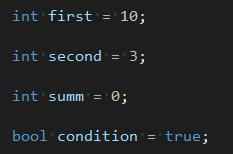 int first = 10;
int second = 3;
int summ = 0;
bool condition = true;